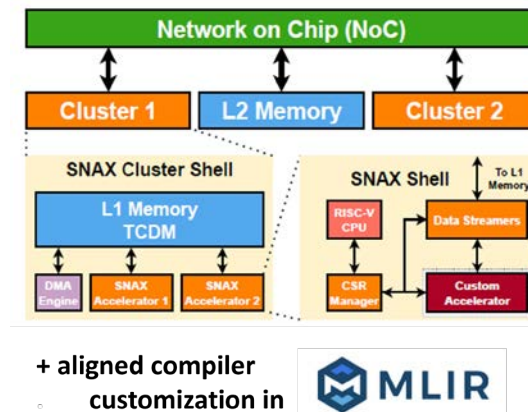 Network on Chip (NoC)
Cluster 1
L2 Memory
Cluster 2
SNAX Cluster Shell
L1 Memory
TCDM
DMA
Engine
SNAX
Accelerator 1
SNAX
Accelerator 2
SNAX Shell
To L1
Memory
RISC-V
CPU
Data Streamers
CSR
Manager
Custom
Accelerator
+ aligned compiler
customization in
MLIR